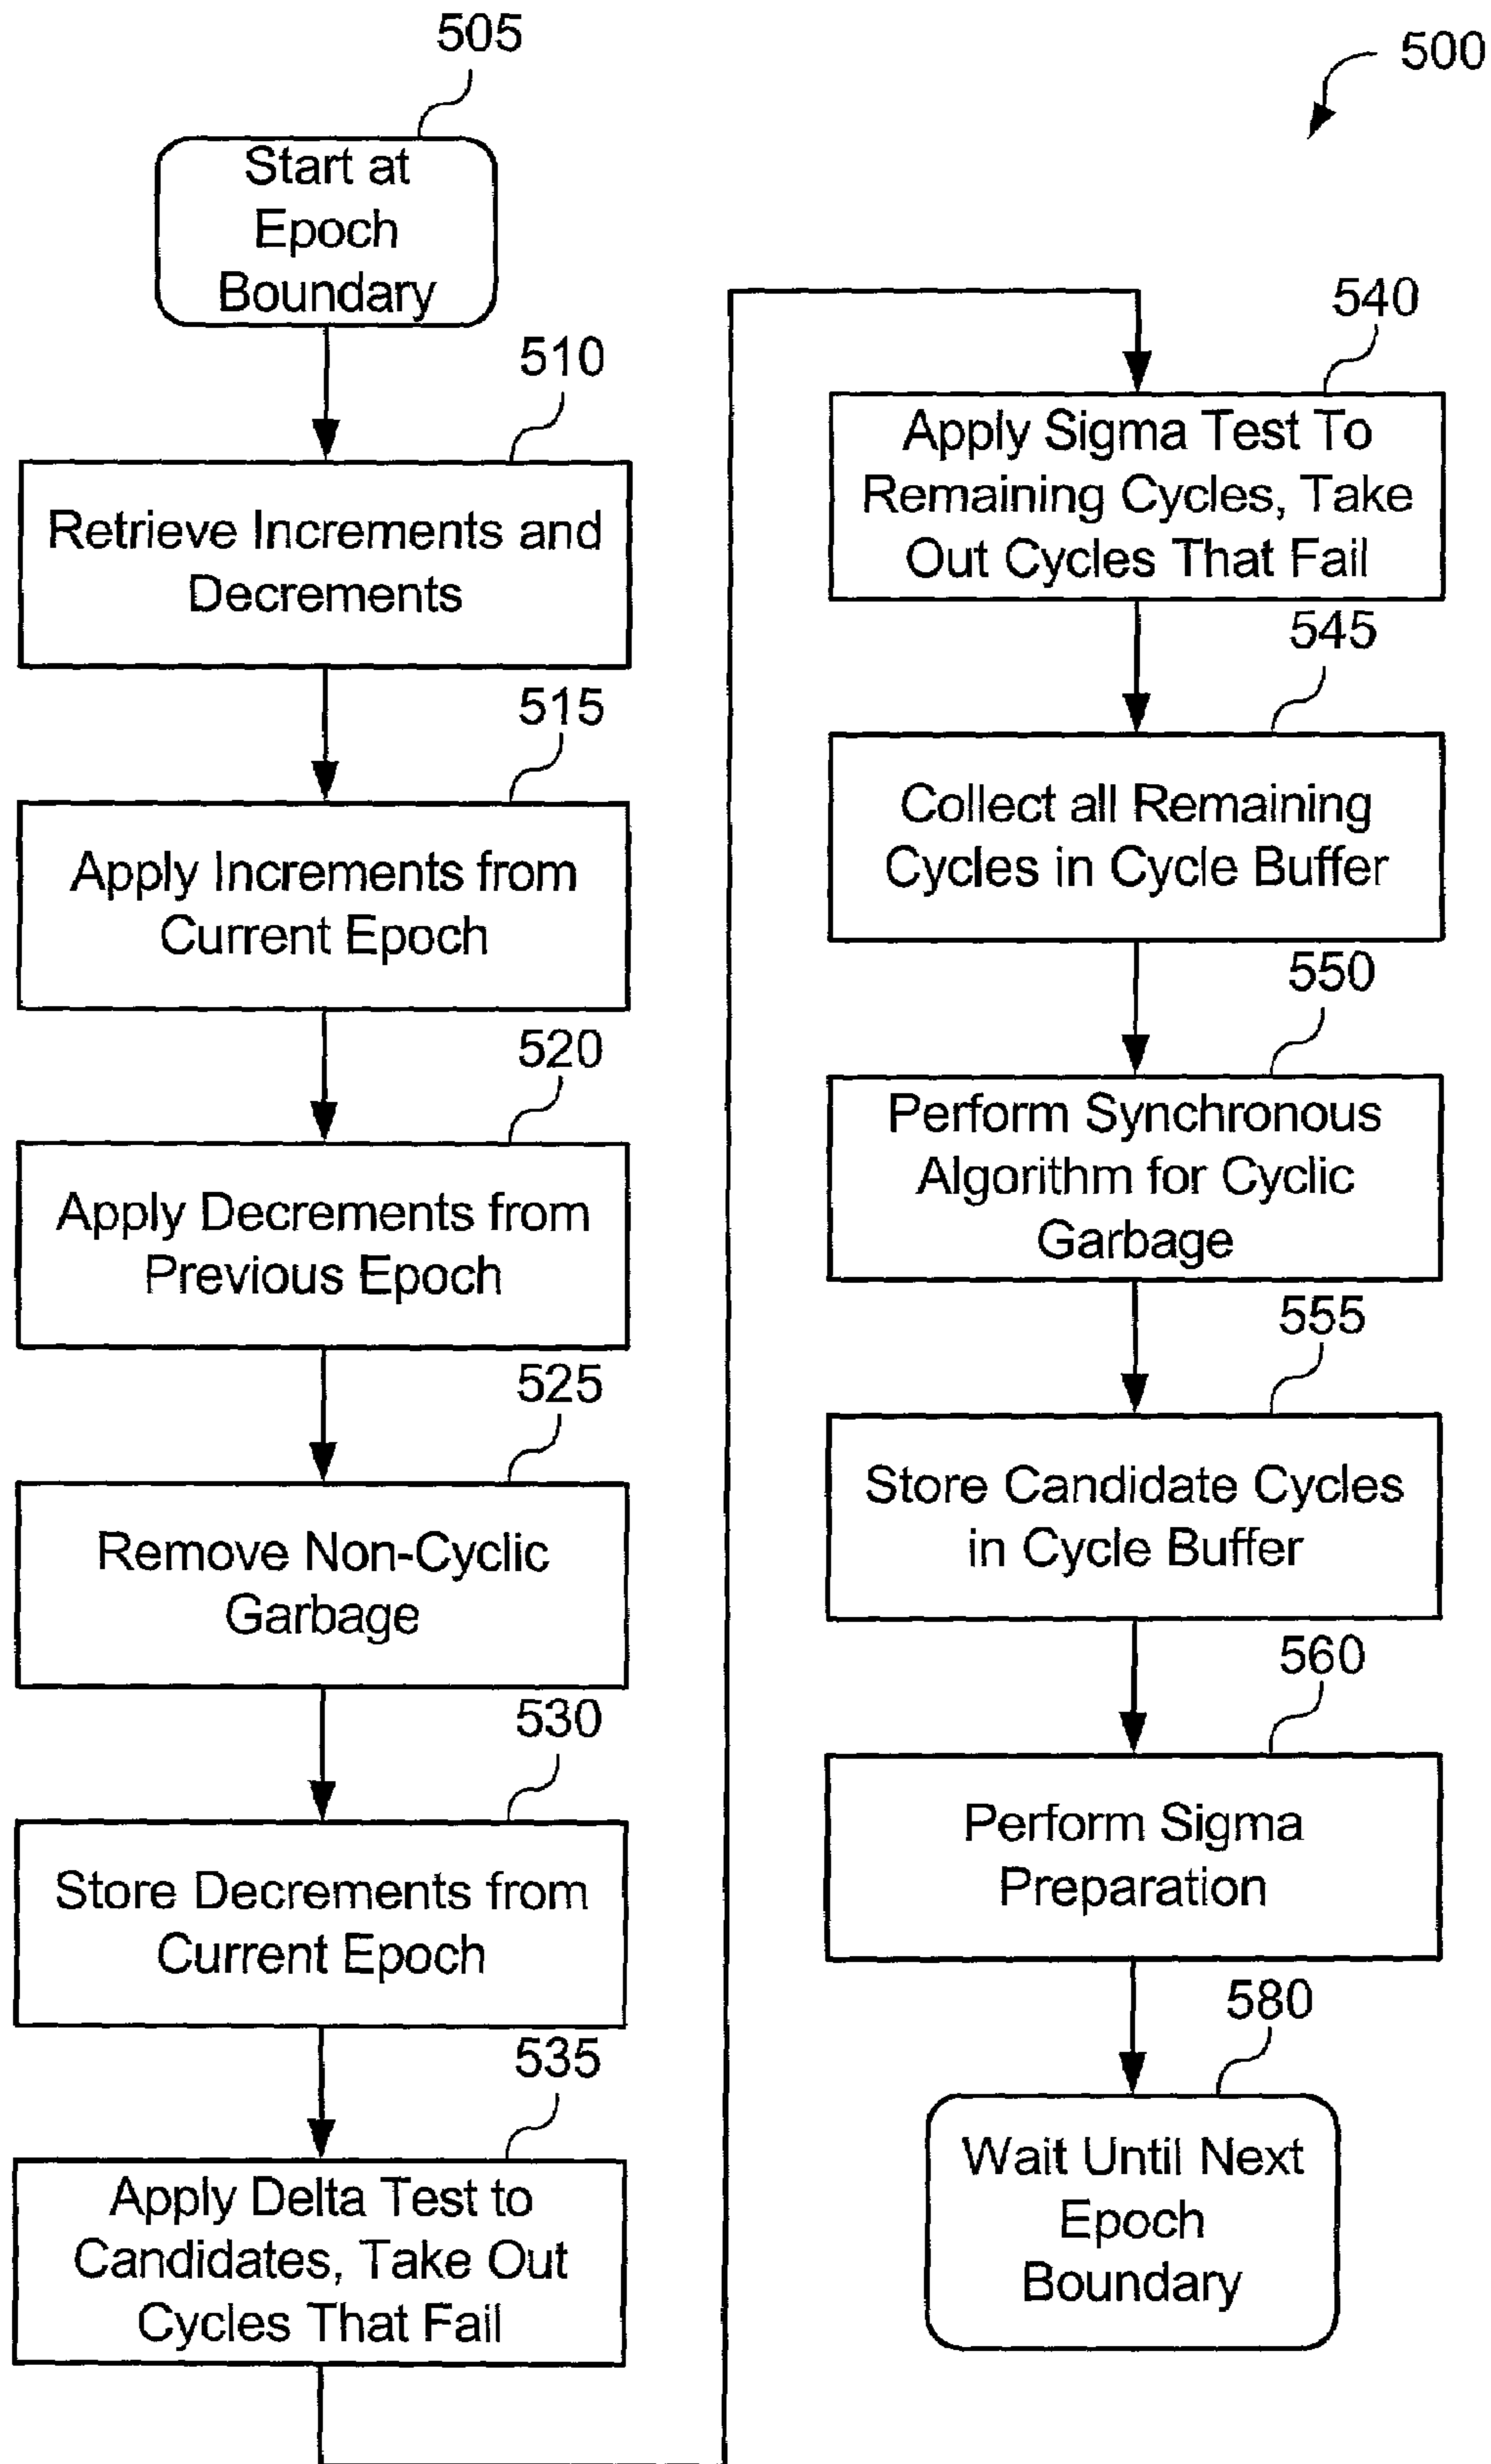 505
500
Start at
Epoch
Boundary
510
Retrieve Increments and
Decrements
515
Apply Increments from
Current Epoch
520
Apply Decrements from
Previous Epoch
525
Remove Non-Cyclic
Garbage
530
Store Decrements from
Current Epoch
535
Apply Delta Test to
Candidates, Take Out
Cycles That Fail
540
Apply Sigma Test To
Remaining Cycles, Take
Out Cycles That Fail
545
Collect all Remaining
Cycles in Cycle Buffer
550
Perform Synchronous
Algorithm for Cyclic
Garbage
555
Store Candidate Cycles
in Cycle Buffer
560
Perform Sigma
Preparation
580
Wait Until Next
Epoch
Boundary